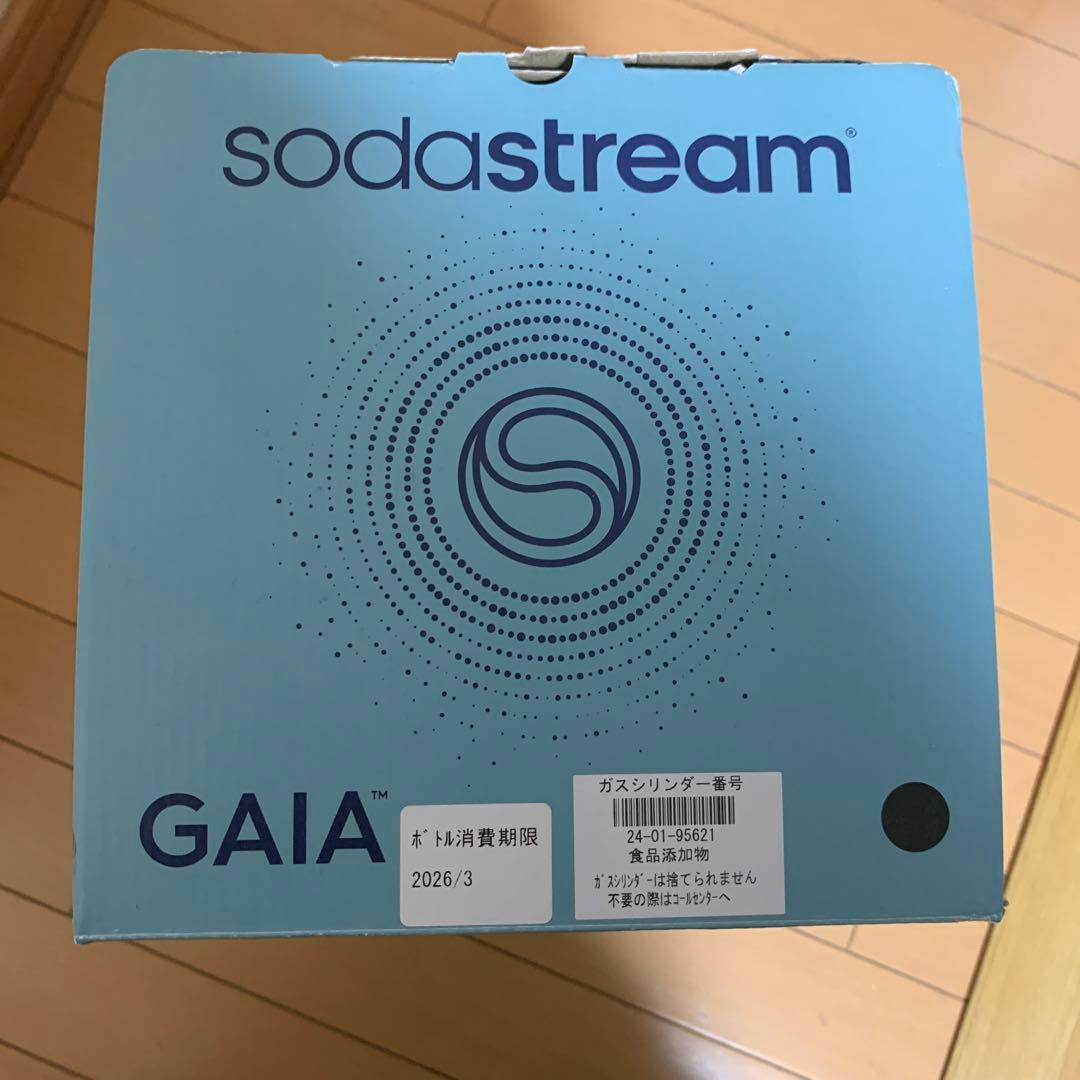 sodastream®
GAIA™
ﾎﾞﾄﾙ消費期限
2026/3
ガスシリンダー番号
24-01-95621
食品添加物
ｶﾞｽｼﾘﾝﾀﾞｰは捨てられません
不要の際はｺｰﾙｾﾝﾀｰへ